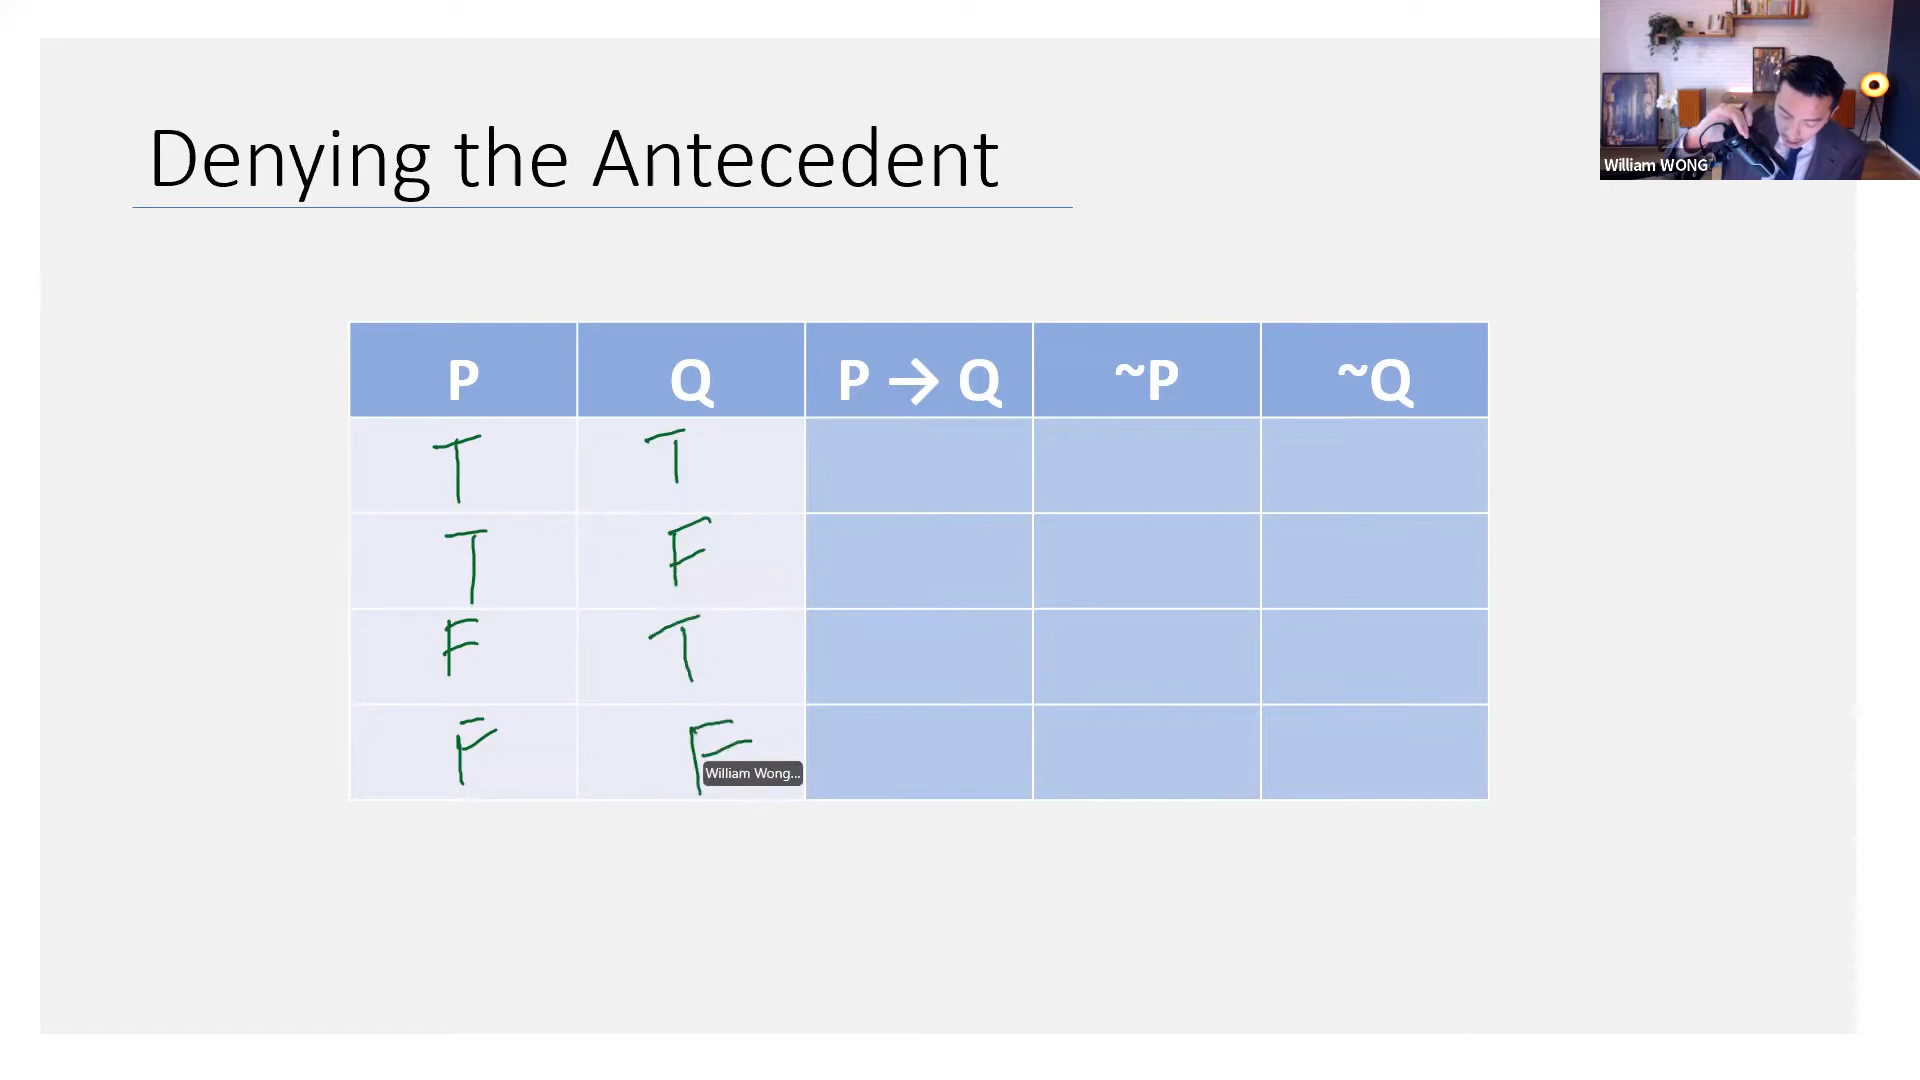 William WONG
Denying the Antecedent
P Q P → Q ~P ~Q
T T
T F
F T
F F
William Wong...